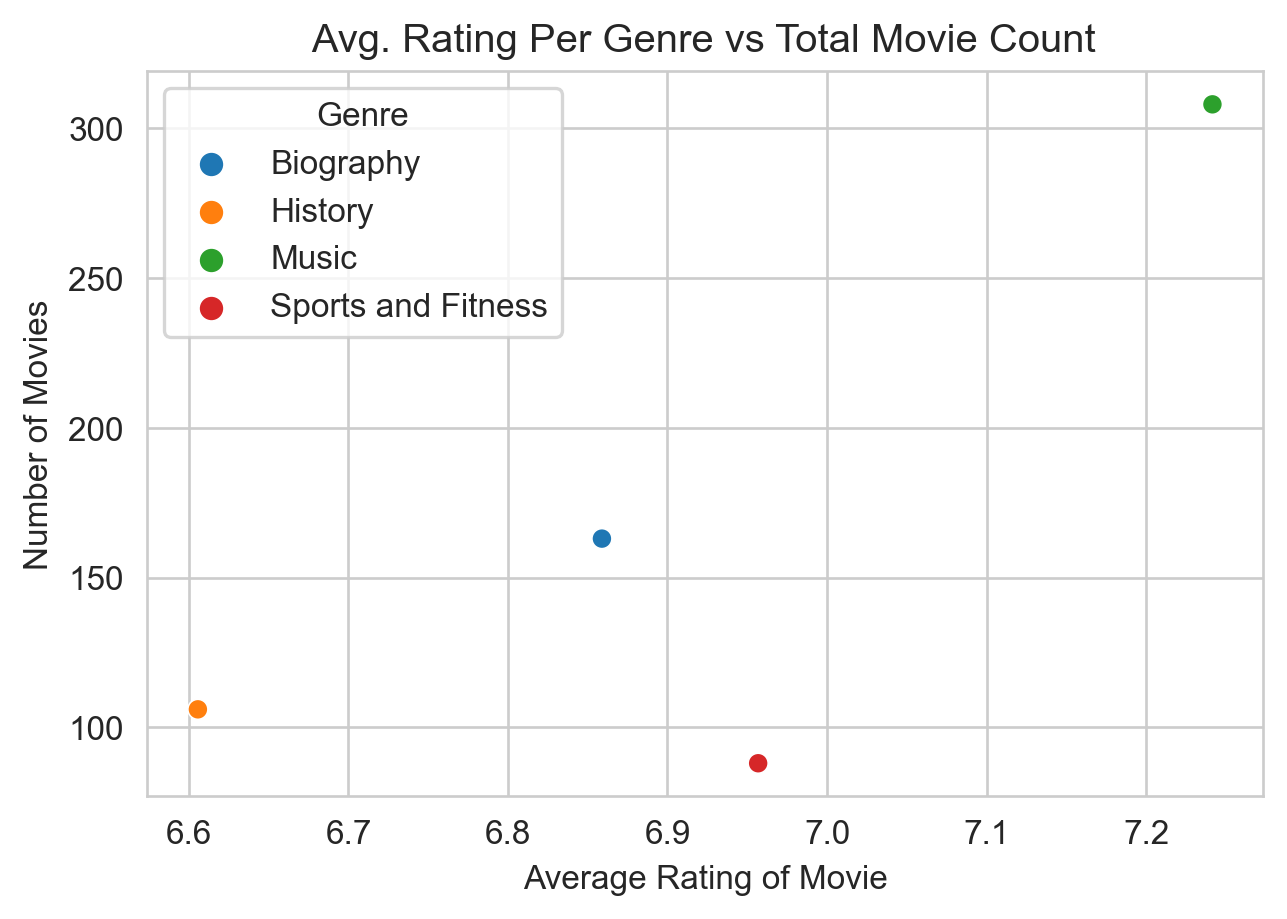 Avg. Rating Per Genre vs Total Movie Count
Genre
Biography
History
Music
Sports and Fitness
Number of Movies
300
250
200
150
100
6.6 6.7 6.8 6.9 7.0 7.1 7.2
Average Rating of Movie